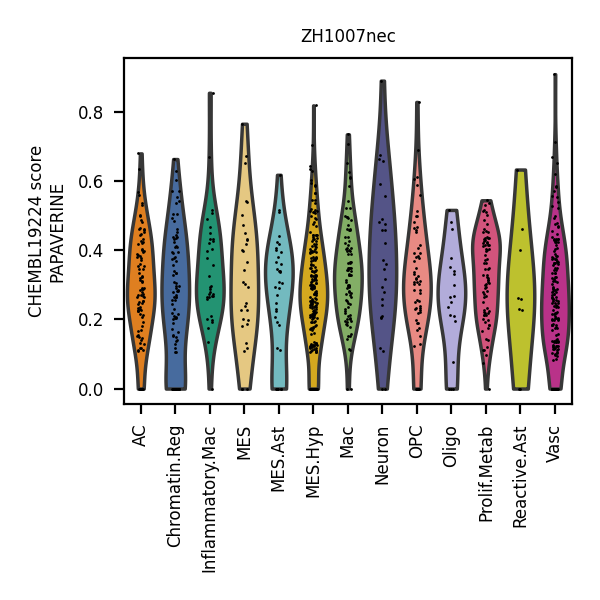 ZH1007nec
CHEMBL19224 score
PAPAVERINE
0.8
0.6
0.4
0.2
0.0
AC
Chromatin.Reg
Inflammatory.Mac
MES
MES.Ast
MES.Hyp
Mac
Neuron
OPC
Oligo
Prolif.Metab
Reactive.Ast
Vasc